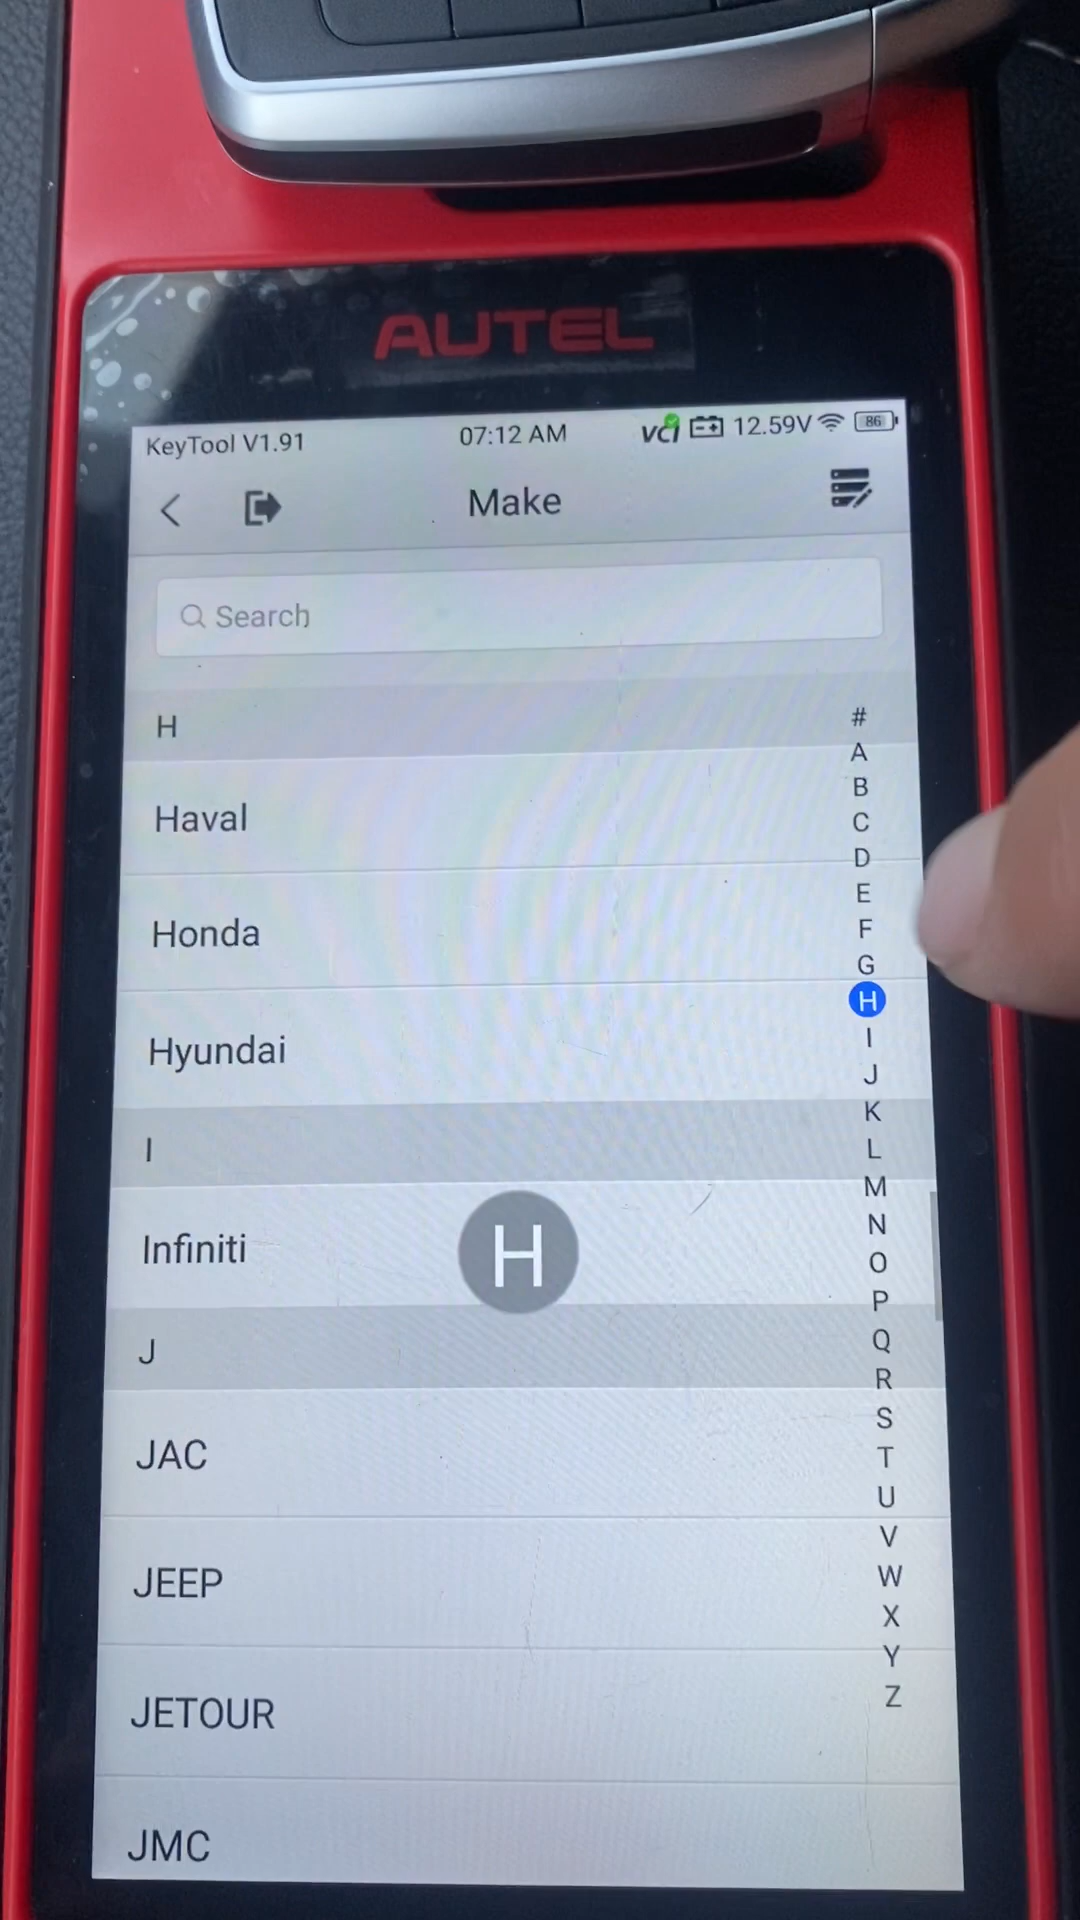 AUTEL
KeyTool V1.91 07:12 AM VCI 12.59V 86
Make
Search
H
Haval
Honda
Hyundai
I
Infiniti
H
J
JAC
JEEP
JETOUR
JMC
#
A
B
C
D
E
F
G
H
I
J
K
L
M
N
O
P
Q
R
S
T
U
V
W
X
Y
Z